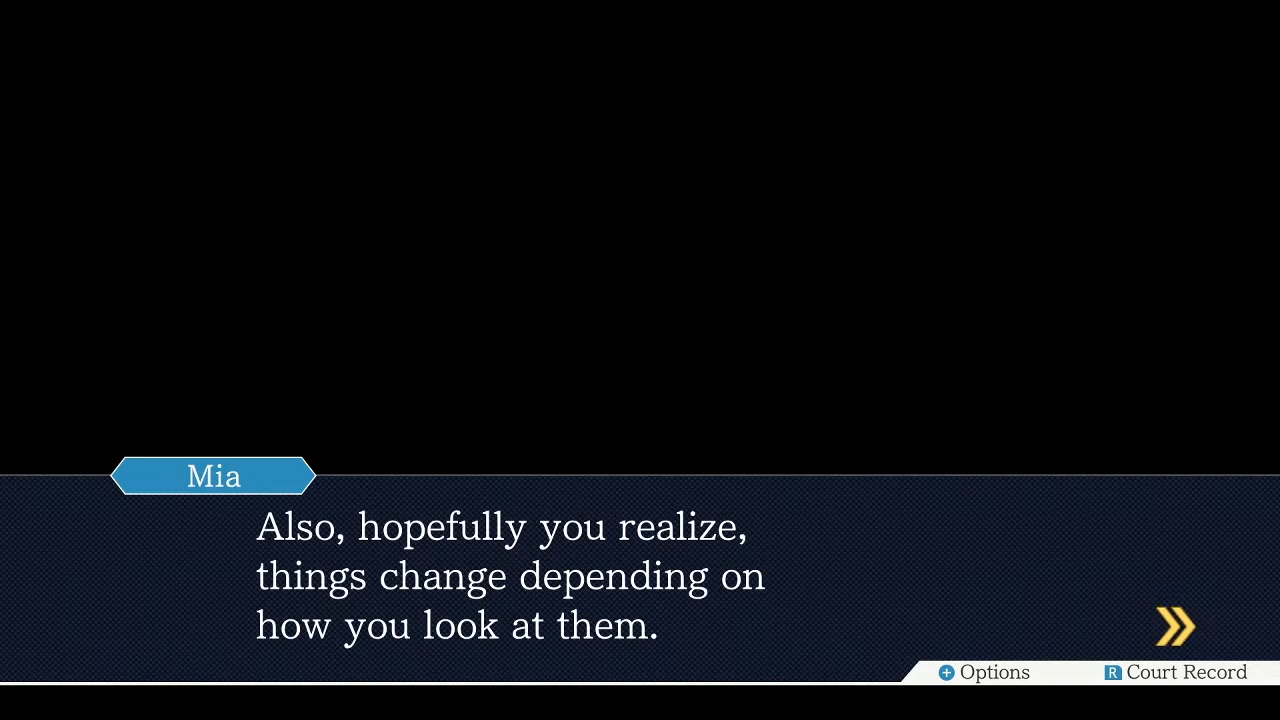 Mia
Also, hopefully you realize,
things change depending on
how you look at them.
+ Options
R Court Record